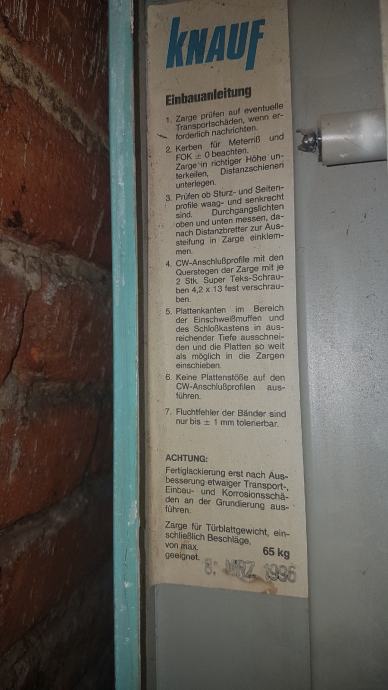 KNAUF
Einbauanleitung
1. Zarge prüfen auf eventuelle
Transportschäden, wenn er-
forderlich nachrichten.
2. Kerben für Meterriß und
FOK ± 0 beachten.
Zarge in richtiger Höhe un-
terkeilen, Distanzschienen
unterlegen.
3. Prüfen ob Sturz- und Seiten-
profile waag- und senkrecht
sind. Durchgangslichten
oben und unten messen, da-
nach Distanzbretter zur Aus-
steifung in Zarge einklem-
men.
4. CW-Anschlußprofile mit den
Querstegen der Zarge mit je
2 Stk. Super Teks-Schrau-
ben 4,2 x 13 fest verschrau-
ben.
5. Plattenkanten im Bereich
der Einschweißmuffen und
des Schloßkastens in aus-
reichender Tiefe ausschnei-
den und die Platten so weit
als möglich in die Zargen
einschieben.
6. Keine Plattenstöße auf den
CW-Anschlußprofilen aus-
führen.
7. Fluchtfehler der Bänder sind
nur bis ± 1 mm tolerierbar.
ACHTUNG:
Fertiglackierung erst nach Aus-
besserung etwaiger Transport-,
Einbau- und Korrosionsschä-
den an der Grundierung aus-
führen.
Zarge für Türblattgewicht, ein-
schließlich Beschläge,
von max. 65 kg
geeignet. 8. MRZ. 1996